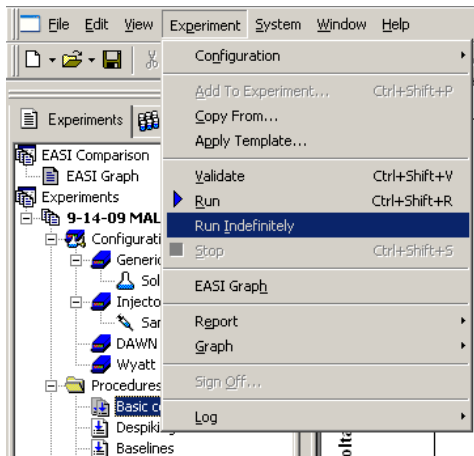 File Edit View Experiment System Window Help
Configuration
Add To Experiment... Ctrl+Shift+P
Copy From...
Apply Template...
Validate Ctrl+Shift+V
Run Ctrl+Shift+R
Run Indefinitely
Stop Ctrl+Shift+S
EASI Graph
Report
Graph
Sign Off...
Log
Experiments
EASI Comparison
EASI Graph
Experiments
9-14-09 MAL
Configurati
Generic
Sol
Injecto
Sar
DAWN
Wyatt
Procedures
Basic co
Despiki
Baselines